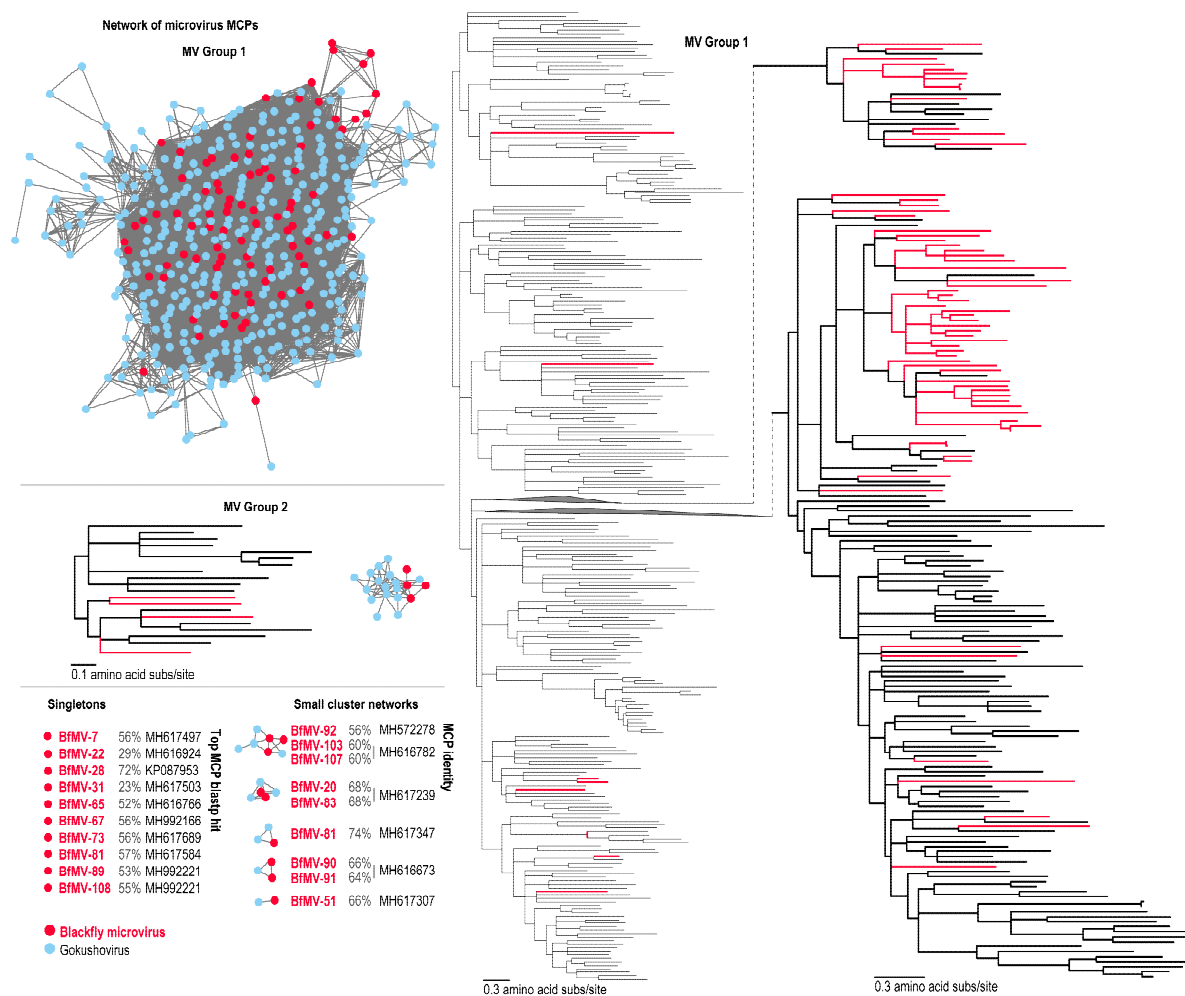 Network of microvirus MCPs
MV Group 1
MV Group 1
MV Group 2
0.1 amino acid subs/site
Singletons
BfMV-7 56% MH617497
BfMV-22 29% MH616924
BfMV-28 72% KP087953
BfMV-31 23% MH617503
BfMV-65 52% MH616766
BfMV-67 56% MH992166
BfMV-73 56% MH617689
BfMV-81 57% MH617584
BfMV-89 53% MH992221
BfMV-108 55% MH992221
Top MCP blastp hit
Small cluster networks
BfMV-92 56% MH572278
BfMV-103 60%
BfMV-107 60% MH616782
BfMV-20 68%
BfMV-83 68% MH617239
BfMV-81 74% MH617347
BfMV-90 66%
BfMV-91 64% MH616673
BfMV-51 66% MH617307
MCP identity
Blackfly microvirus
Gokushovirus
0.3 amino acid subs/site
0.3 amino acid subs/site